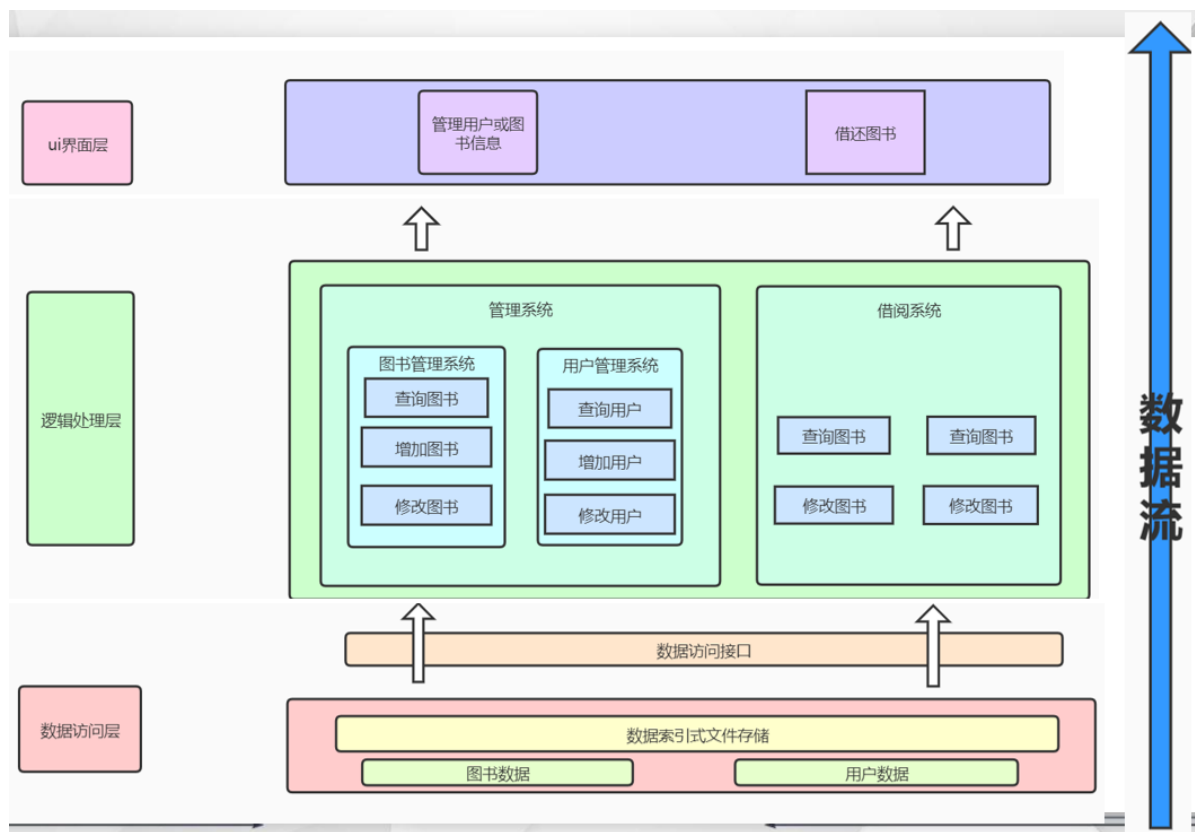 ui界面层
管理用户或图
书信息
借还图书
逻辑处理层
管理系统
图书管理系统
查询图书
增加图书
修改图书
用户管理系统
查询用户
增加用户
修改用户
借阅系统
查询图书
查询图书
修改图书
修改图书
数据访问层
数据访问接口
数据索引式文件存储
图书数据
用户数据
数
据
流